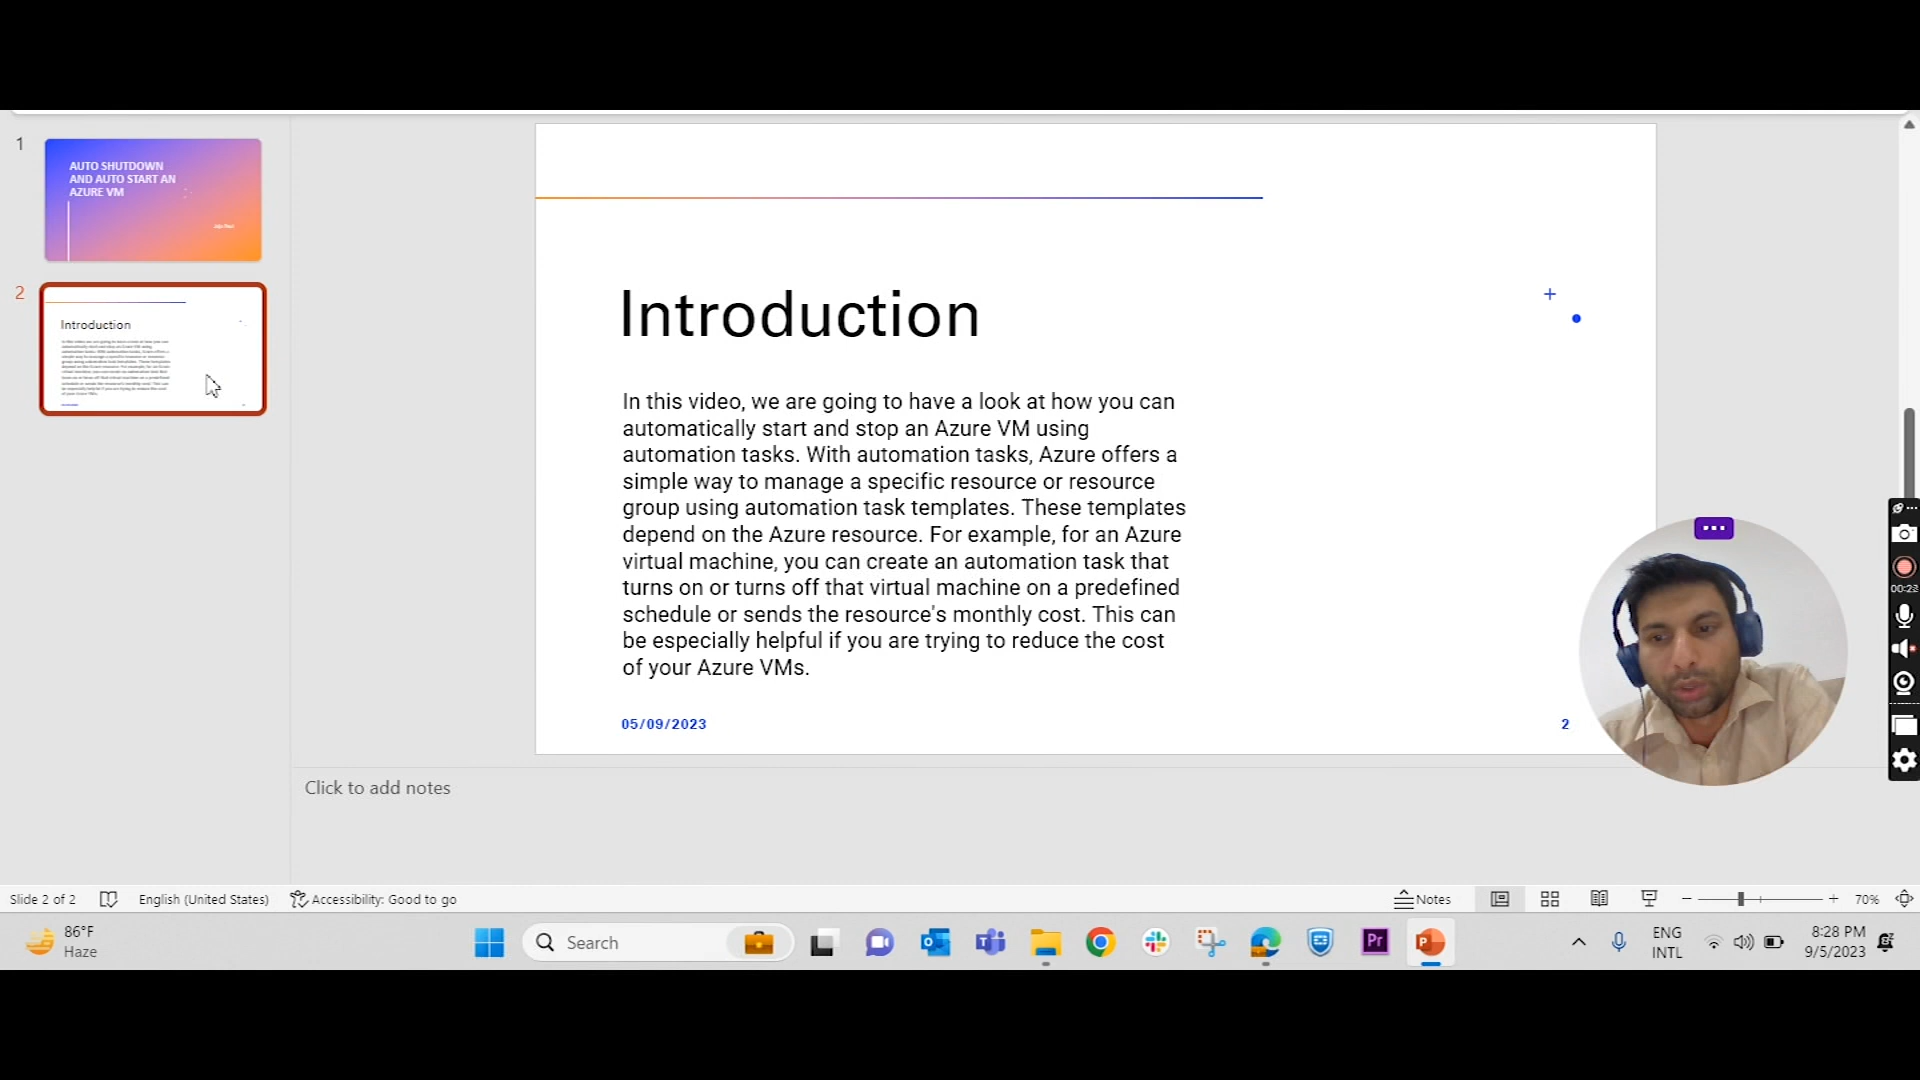 1
AUTO SHUTDOWN
AND AUTO START AN
AZURE VM
2
Introduction
Introduction
In this video, we are going to have a look at how you can
automatically start and stop an Azure VM using
automation tasks. With automation tasks, Azure offers a
simple way to manage a specific resource or resource
group using automation task templates. These templates
depend on the Azure resource. For example, for an Azure
virtual machine, you can create an automation task that
turns on or turns off that virtual machine on a predefined
schedule or sends the resource's monthly cost. This can
be especially helpful if you are trying to reduce the cost
of your Azure VMs.
05/09/2023
2
Click to add notes
Slide 2 of 2
English (United States)
Accessibility: Good to go
Notes
70%
86°F
Haze
Search
Pr
ENG
INTL
8:28 PM
9/5/2023